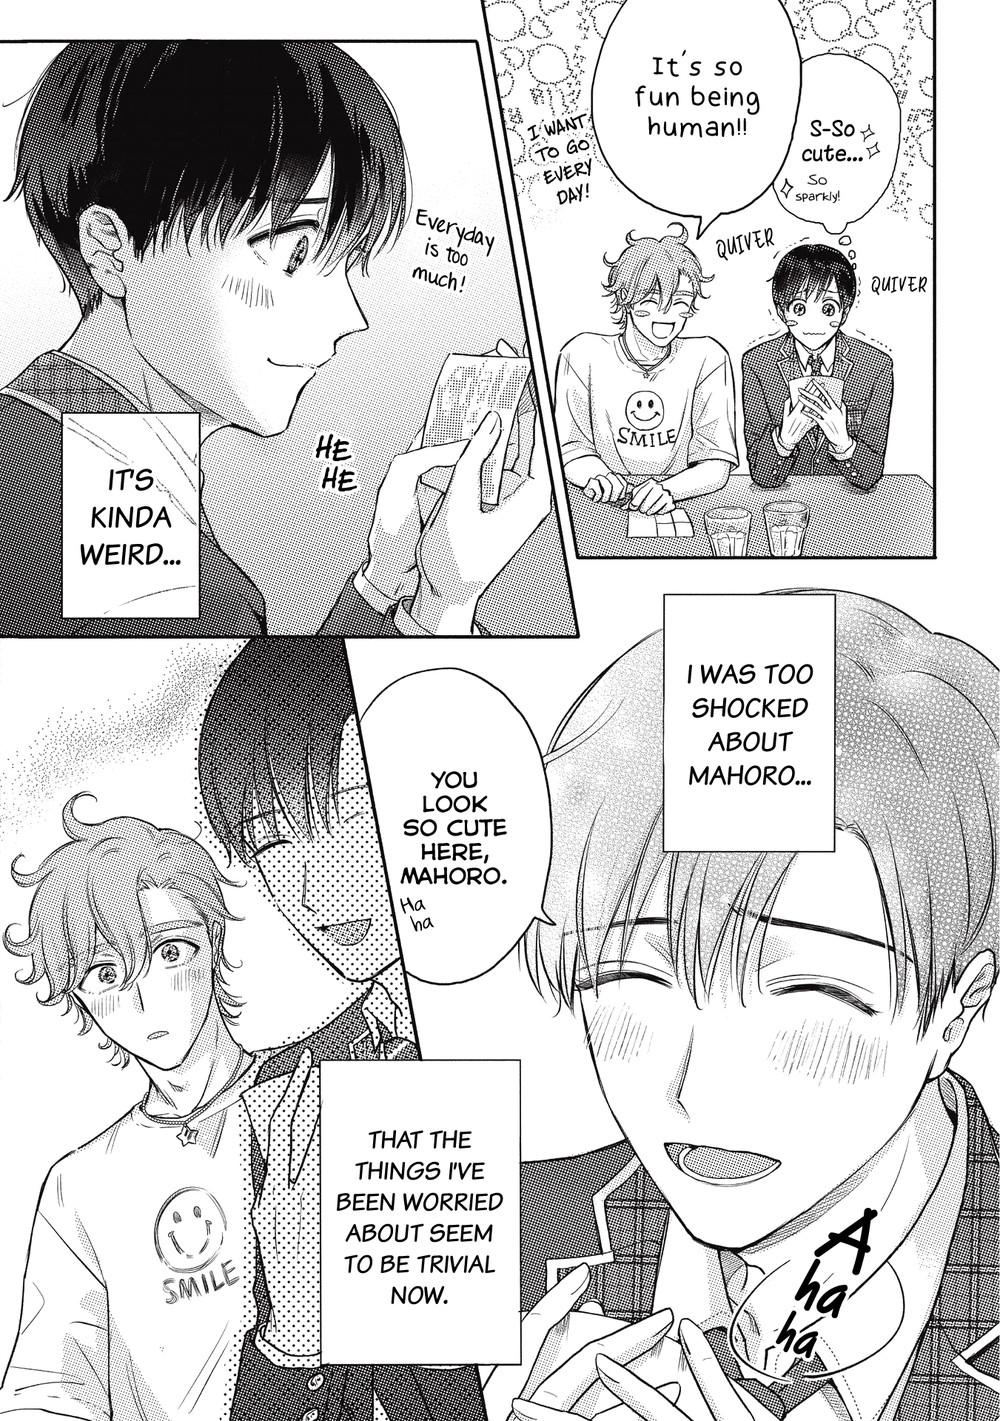 It's so
fun being
human!!
S-So
cute...
So
sparkly!
I WANT
TO GO
EVERY
DAY!
QUIVER
QUIVER
SMILE
Everyday
is too
much!
HE
HE
IT'S
KINDA
WEIRD...
I WAS TOO
SHOCKED
ABOUT
MAHORO...
YOU
LOOK
SO CUTE
HERE,
MAHORO.
Ha
ha
A
ha
ha
THAT THE
THINGS I'VE
BEEN WORRIED
ABOUT SEEM
TO BE TRIVIAL
NOW.
SMILE